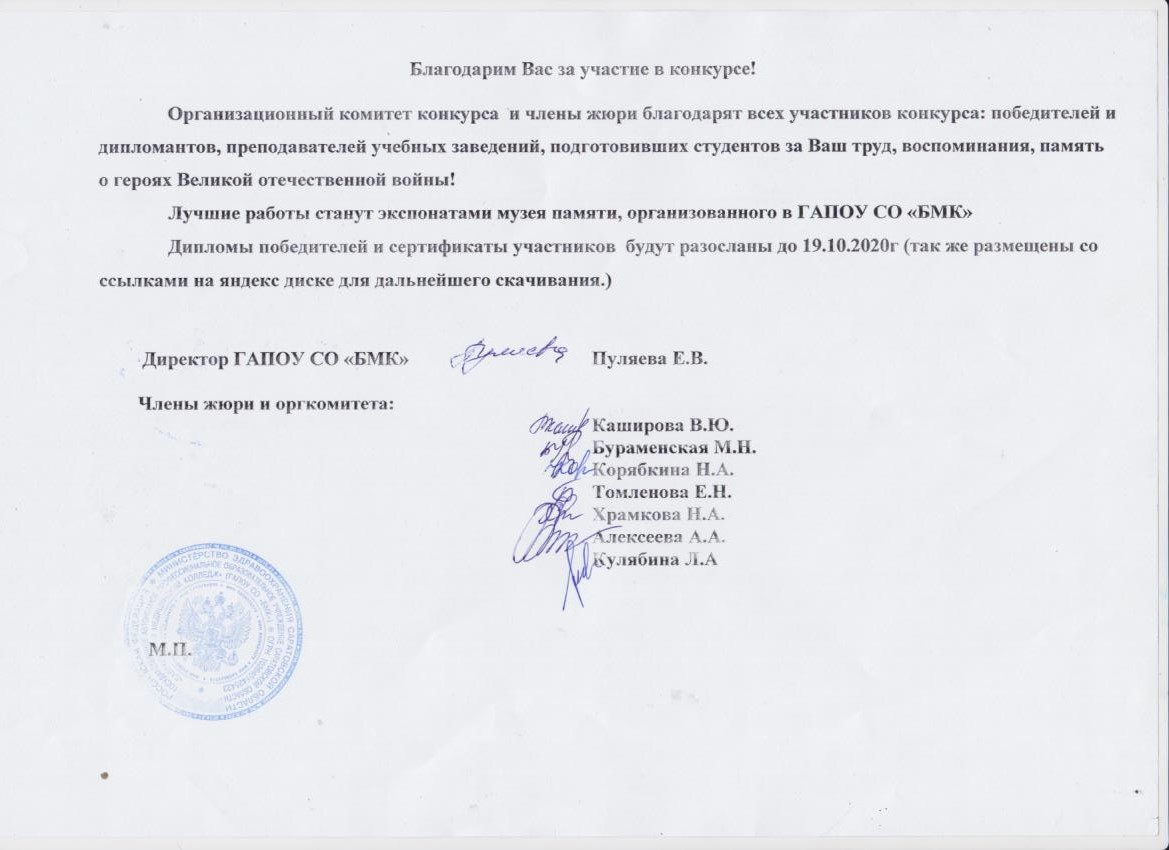 Благодарим Вас за участие в конкурсе!
Организационный комитет конкурса и члены жюри благодарят всех участников конкурса: победителей и
дипломантов, преподавателей учебных заведений, подготовивших студентов за Ваш труд, воспоминания, память
о героях Великой отечественной войны!
Лучшие работы станут экспонатами музея памяти, организованного в ГАПОУ СО «БМК»
Дипломы победителей и сертификаты участников будут разосланы до 19.10.2020г (так же размещены со
ссылками на яндекс диске для дальнейшего скачивания.)
Директор ГАПОУ СО «БМК» Пуляева Е.В.
Члены жюри и оргкомитета:
Каширова В.Ю.
Бураменская М.Н.
Корябкина Н.А.
Томленова Е.Н.
Храмкова Н.А.
Алексеева А.А.
Кулябина Л.А
МИНИСТЕРСТВО ЗДРАВООХРАНЕНИЯ САРАТОВСКОЙ ОБЛАСТИ
М.П.